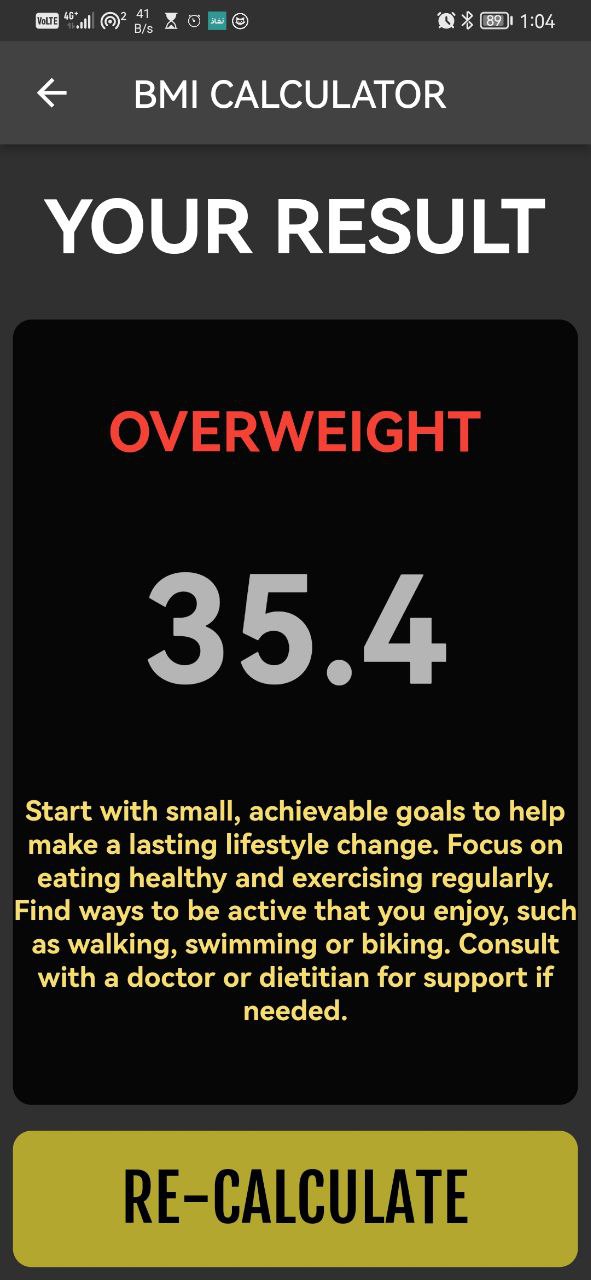 VoLTE 4G+ 2 41 B/s نفاذ 89 1:04
BMI CALCULATOR
YOUR RESULT
OVERWEIGHT
35.4
Start with small, achievable goals to help
make a lasting lifestyle change. Focus on
eating healthy and exercising regularly.
Find ways to be active that you enjoy, such
as walking, swimming or biking. Consult
with a doctor or dietitian for support if
needed.
RE-CALCULATE